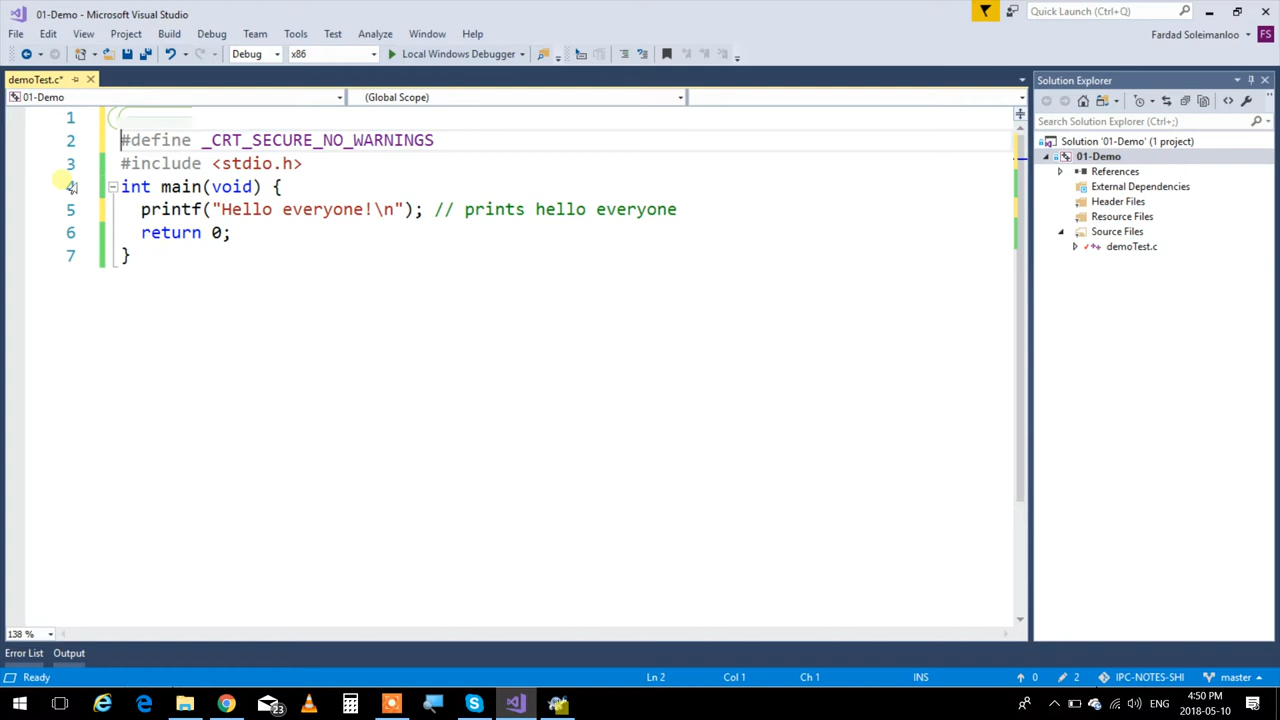 01-Demo - Microsoft Visual Studio
Quick Launch (Ctrl+Q)
File Edit View Project Build Debug Team Tools Test Analyze Window Help
Fardad Soleimanloo FS
Debug x86 Local Windows Debugger
demoTest.c*
01-Demo (Global Scope)
1
2 #define _CRT_SECURE_NO_WARNINGS
3 #include <stdio.h>
4 int main(void) {
5 printf("Hello everyone!\n"); // prints hello everyone
6 return 0;
7 }
Solution Explorer
Search Solution Explorer (Ctrl+;)
Solution '01-Demo' (1 project)
01-Demo
References
External Dependencies
Header Files
Resource Files
Source Files
demoTest.c
138 %
Error List Output
Ready Ln 2 Col 1 Ch 1 INS 0 2 IPC-NOTES-SHI master
23 ENG 4:50 PM
2018-05-10